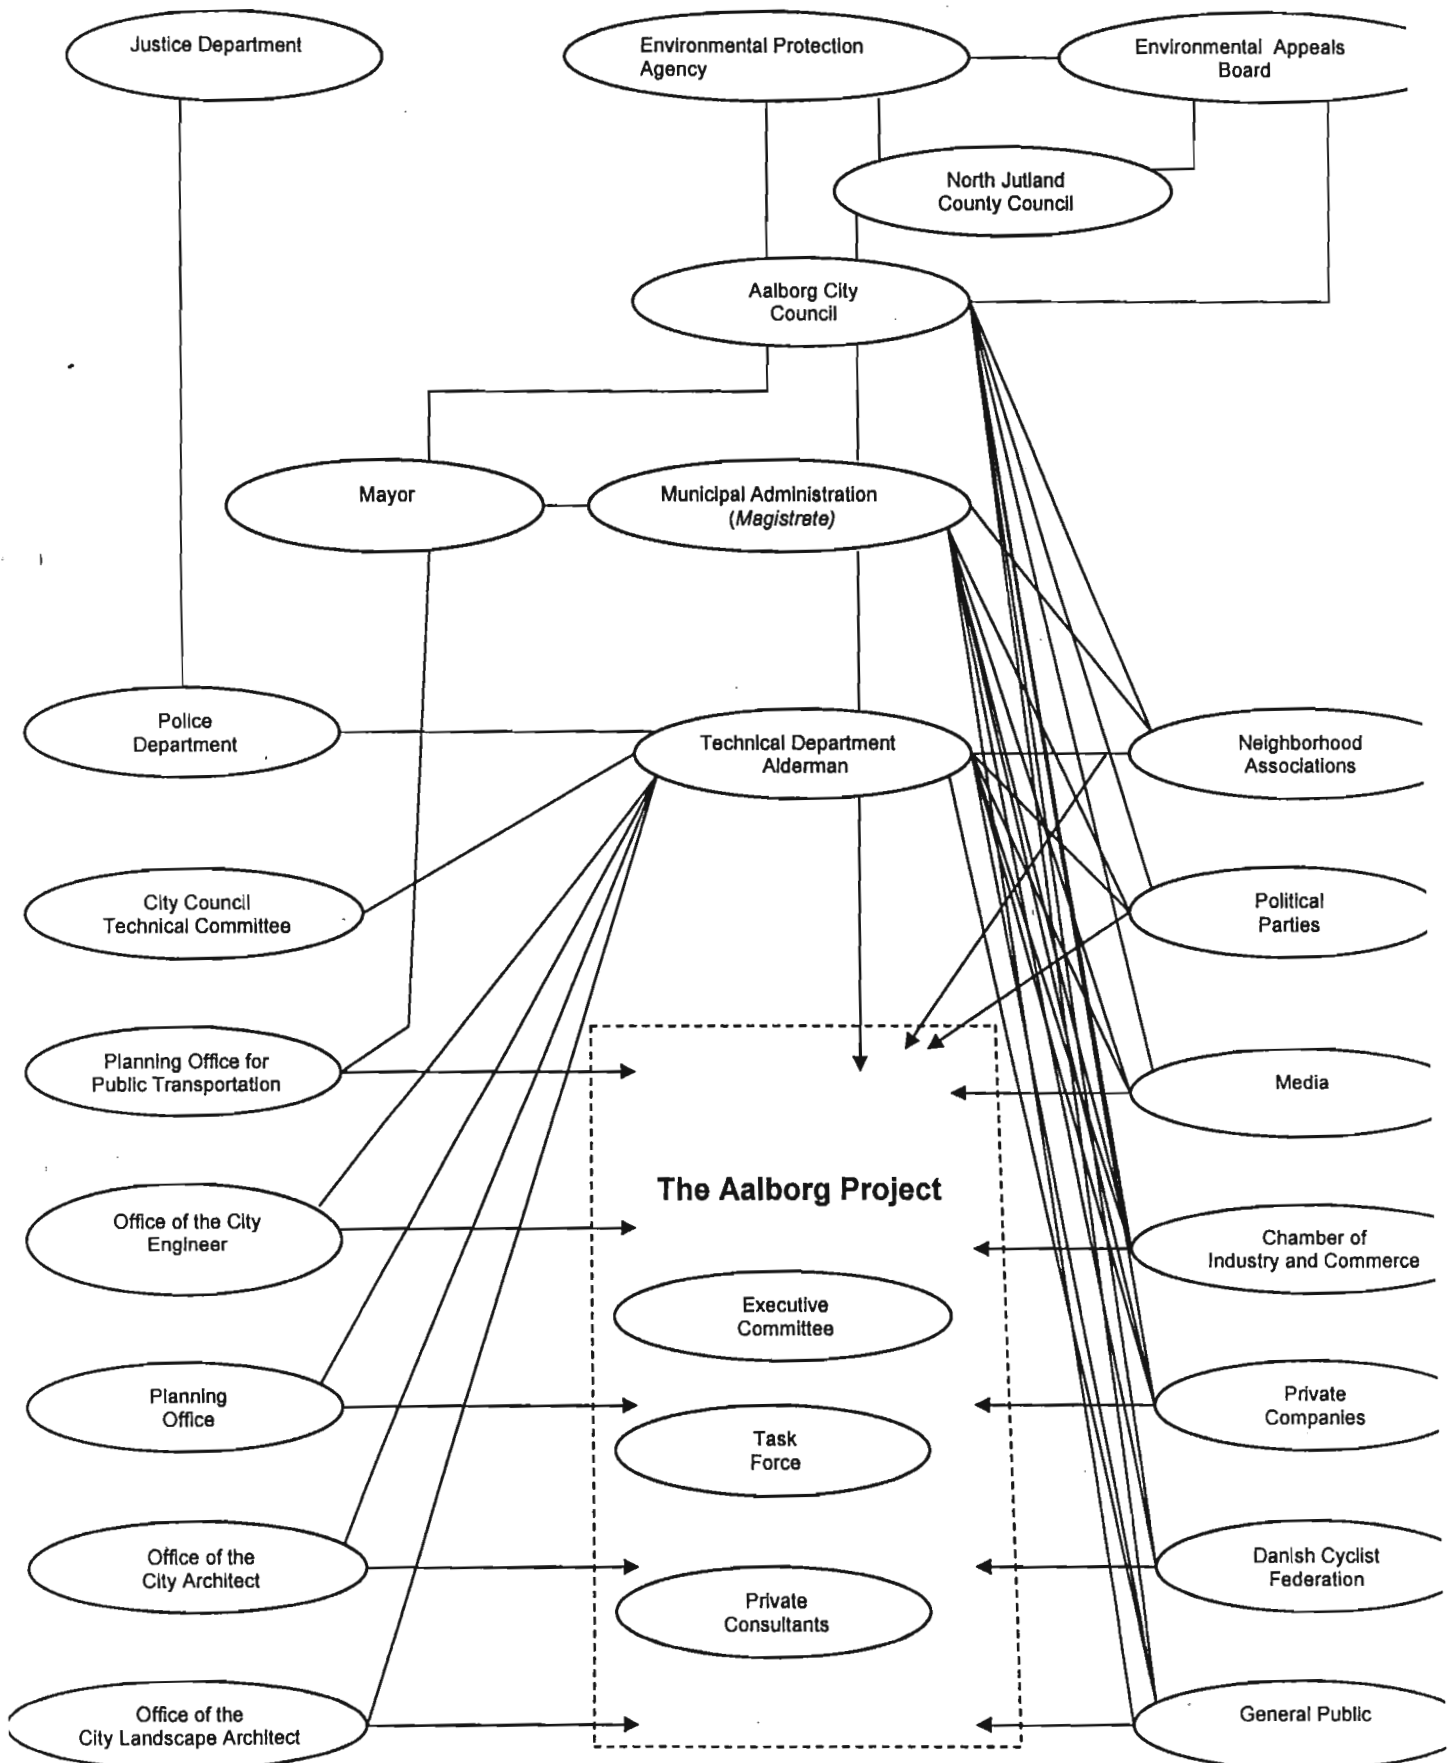 Justice Department
Environmental Protection
Agency
Environmental Appeals
Board
North Jutland
County Council
Aalborg City
Council
Mayor
Municipal Administration
(Magistrate)
Police
Department
Technical Department
Alderman
Neighborhood
Associations
City Council
Technical Committee
Political
Parties
Planning Office for
Public Transportation
Media
The Aalborg Project
Office of the City
Engineer
Chamber of
Industry and Commerce
Executive
Committee
Planning
Office
Private
Companies
Task
Force
Office of the
City Architect
Danish Cyclist
Federation
Private
Consultants
Office of the
City Landscape Architect
General Public